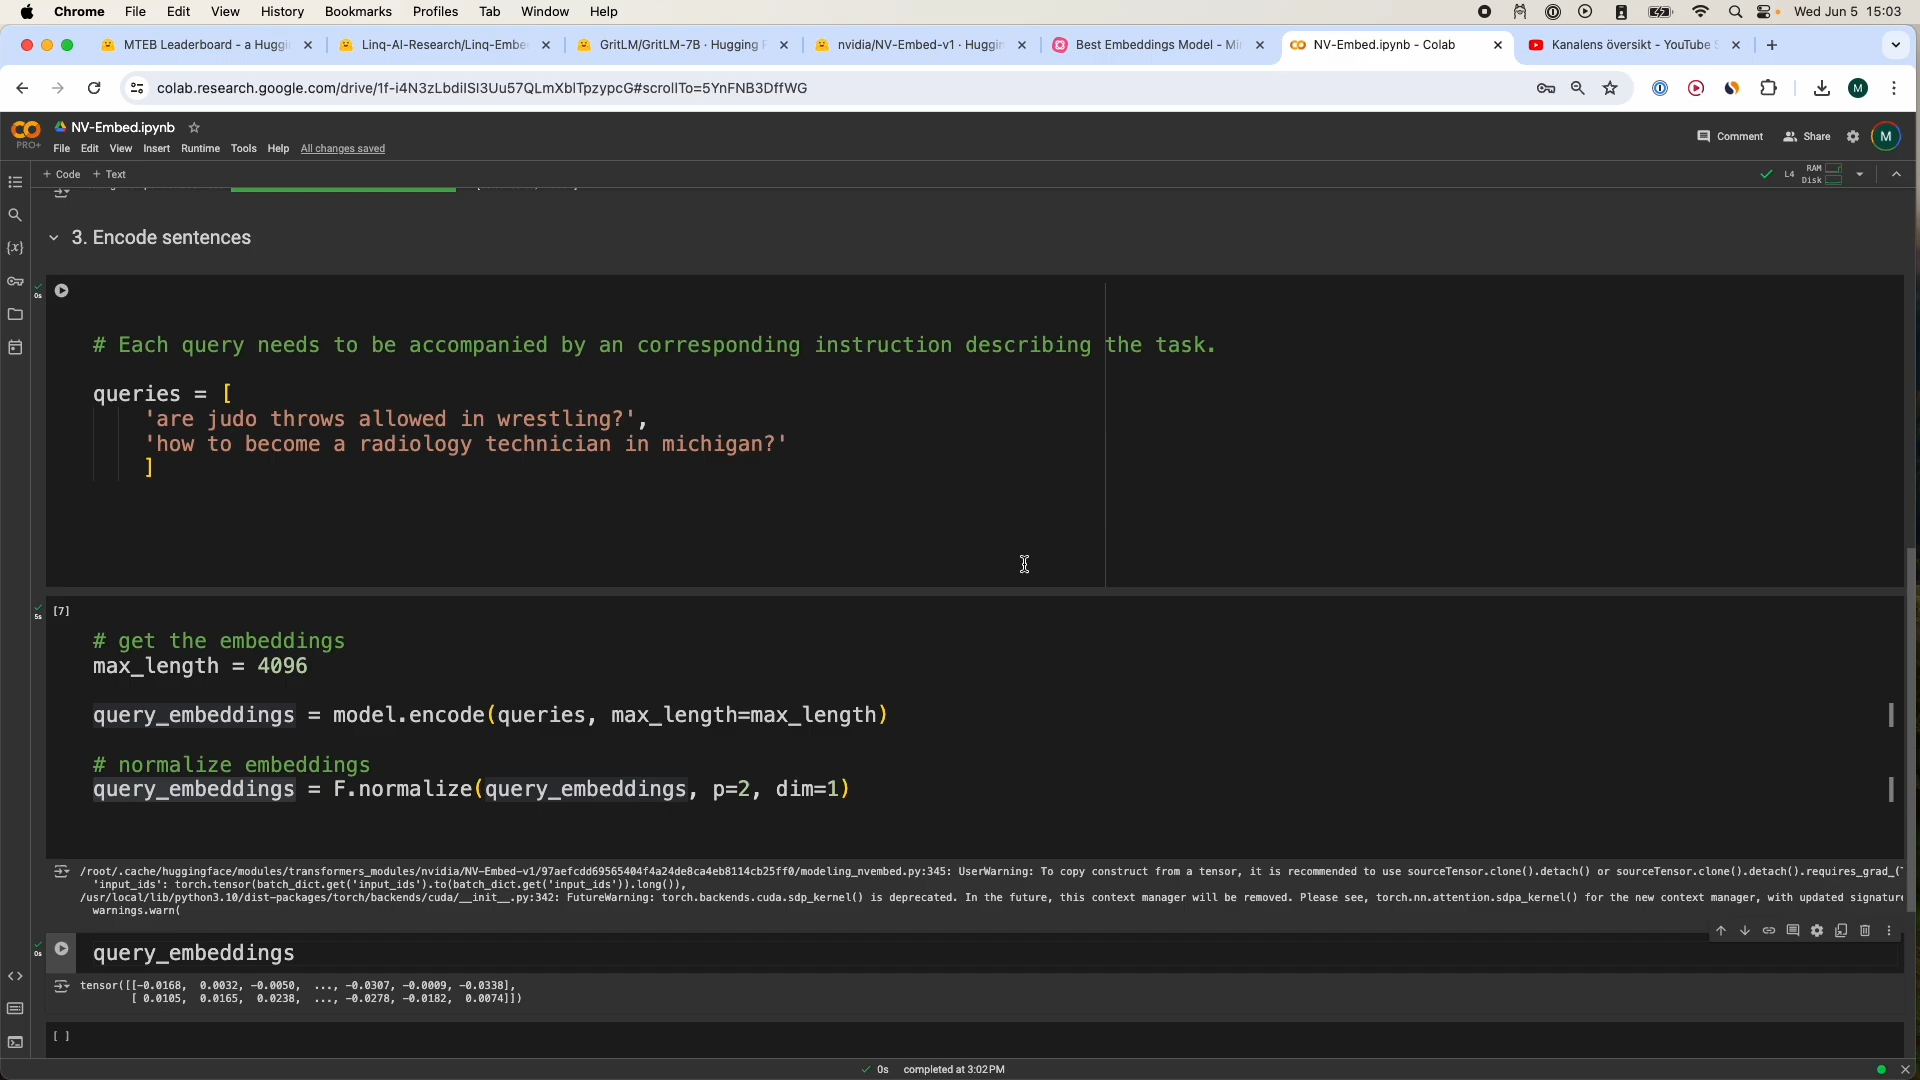 Chrome File Edit View History Bookmarks Profiles Tab Window Help Wed Jun 5 15:03
MTEB Leaderboard - a Huggi Linq-AI-Research/Linq-Embe GritLM/GritLM-7B · Hugging F nvidia/NV-Embed-v1 · Huggin Best Embeddings Model - Mi NV-Embed.ipynb - Colab Kanalens översikt - YouTube S
colab.research.google.com/drive/1f-i4N3zLbdilSI3Uu57QLmXbITpzypcG#scrollTo=5YnFNB3DffWG
CO PRO+ NV-Embed.ipynb
File Edit View Insert Runtime Tools Help All changes saved Comment Share M
+ Code + Text L4 RAM Disk
3. Encode sentences
0s
# Each query needs to be accompanied by an corresponding instruction describing the task.
queries = [
'are judo throws allowed in wrestling?',
'how to become a radiology technician in michigan?'
]
[7]
5s
# get the embeddings
max_length = 4096
query_embeddings = model.encode(queries, max_length=max_length)
# normalize embeddings
query_embeddings = F.normalize(query_embeddings, p=2, dim=1)
/root/.cache/huggingface/modules/transformers_modules/nvidia/NV-Embed-v1/97aefcdd69565404f4a24de8ca4eb8114cb25ff0/modeling_nvembed.py:345: UserWarning: To copy construct from a tensor, it is recommended to use sourceTensor.clone().detach() or sourceTensor.clone().detach().requires_grad_(
'input_ids': torch.tensor(batch_dict.get('input_ids').to(batch_dict.get('input_ids')).long()),
/usr/local/lib/python3.10/dist-packages/torch/backends/cuda/__init__.py:342: FutureWarning: torch.backends.cuda.sdp_kernel() is deprecated. In the future, this context manager will be removed. Please see, torch.nn.attention.sdpa_kernel() for the new context manager, with updated signature
warnings.warn(
0s query_embeddings
tensor([[-0.0168, 0.0032, -0.0050, ..., -0.0307, -0.0009, -0.0338],
[ 0.0105, 0.0165, 0.0238, ..., -0.0278, -0.0182, 0.0074]])
[ ]
0s completed at 3:02PM